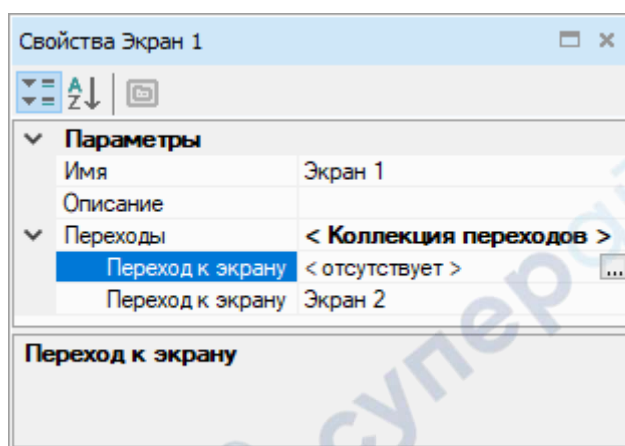 Свойства Экран 1
Параметры
Имя Экран 1
Описание
Переходы < Коллекция переходов >
Переход к экрану < отсутствует > ...
Переход к экрану Экран 2
Переход к экрану
супер